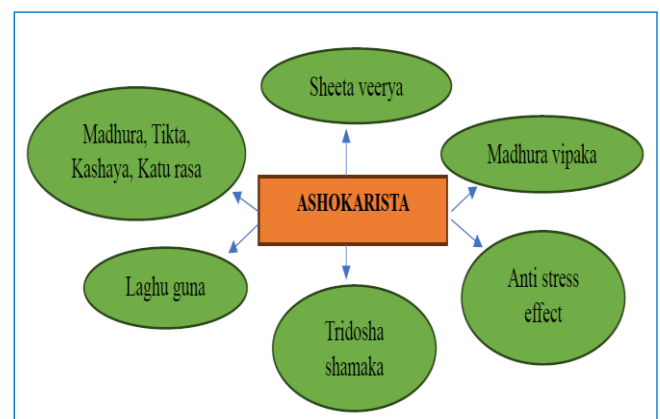 Sheeta veerya
Madhura, Tikta,
Kashaya, Katu rasa
Madhura vipaka
ASHOKARISTA
Laghu guna
Anti stress
effect
Tridosha
shamaka